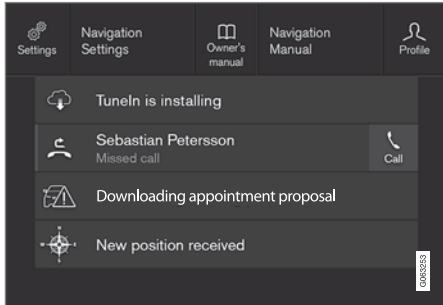 Settings
Navigation
Settings
Owner's
manual
Navigation
Manual
Profile
TuneIn is installing
Sebastian Petersson
Missed call
Call
Downloading appointment proposal
New position received
G063253